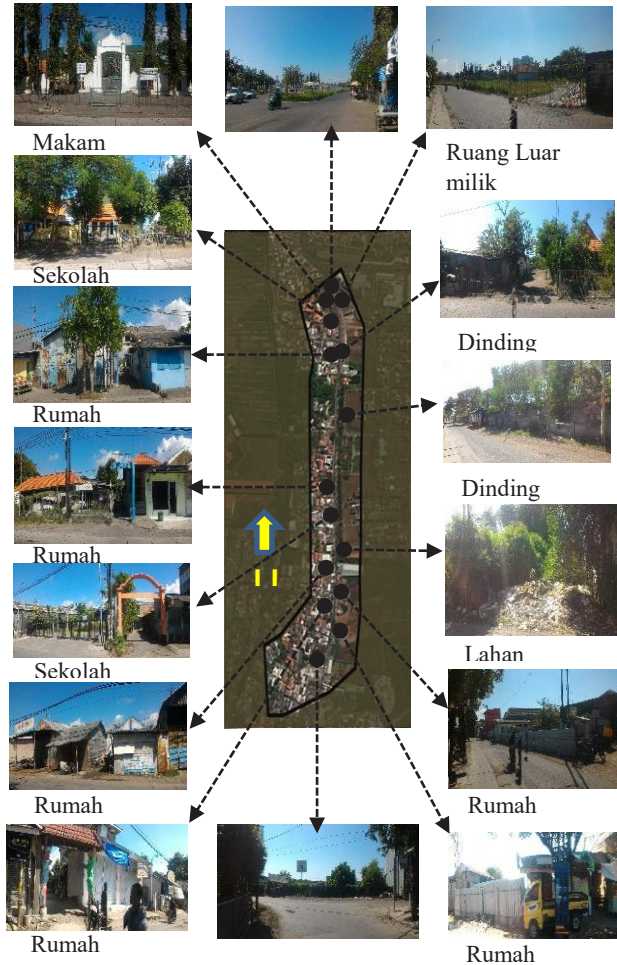 Makam
Ruang Luar
milik
Sekolah
Dinding
Rumah
Dinding
Rumah
Sekolah
Lahan
Rumah
Rumah
Rumah
Rumah